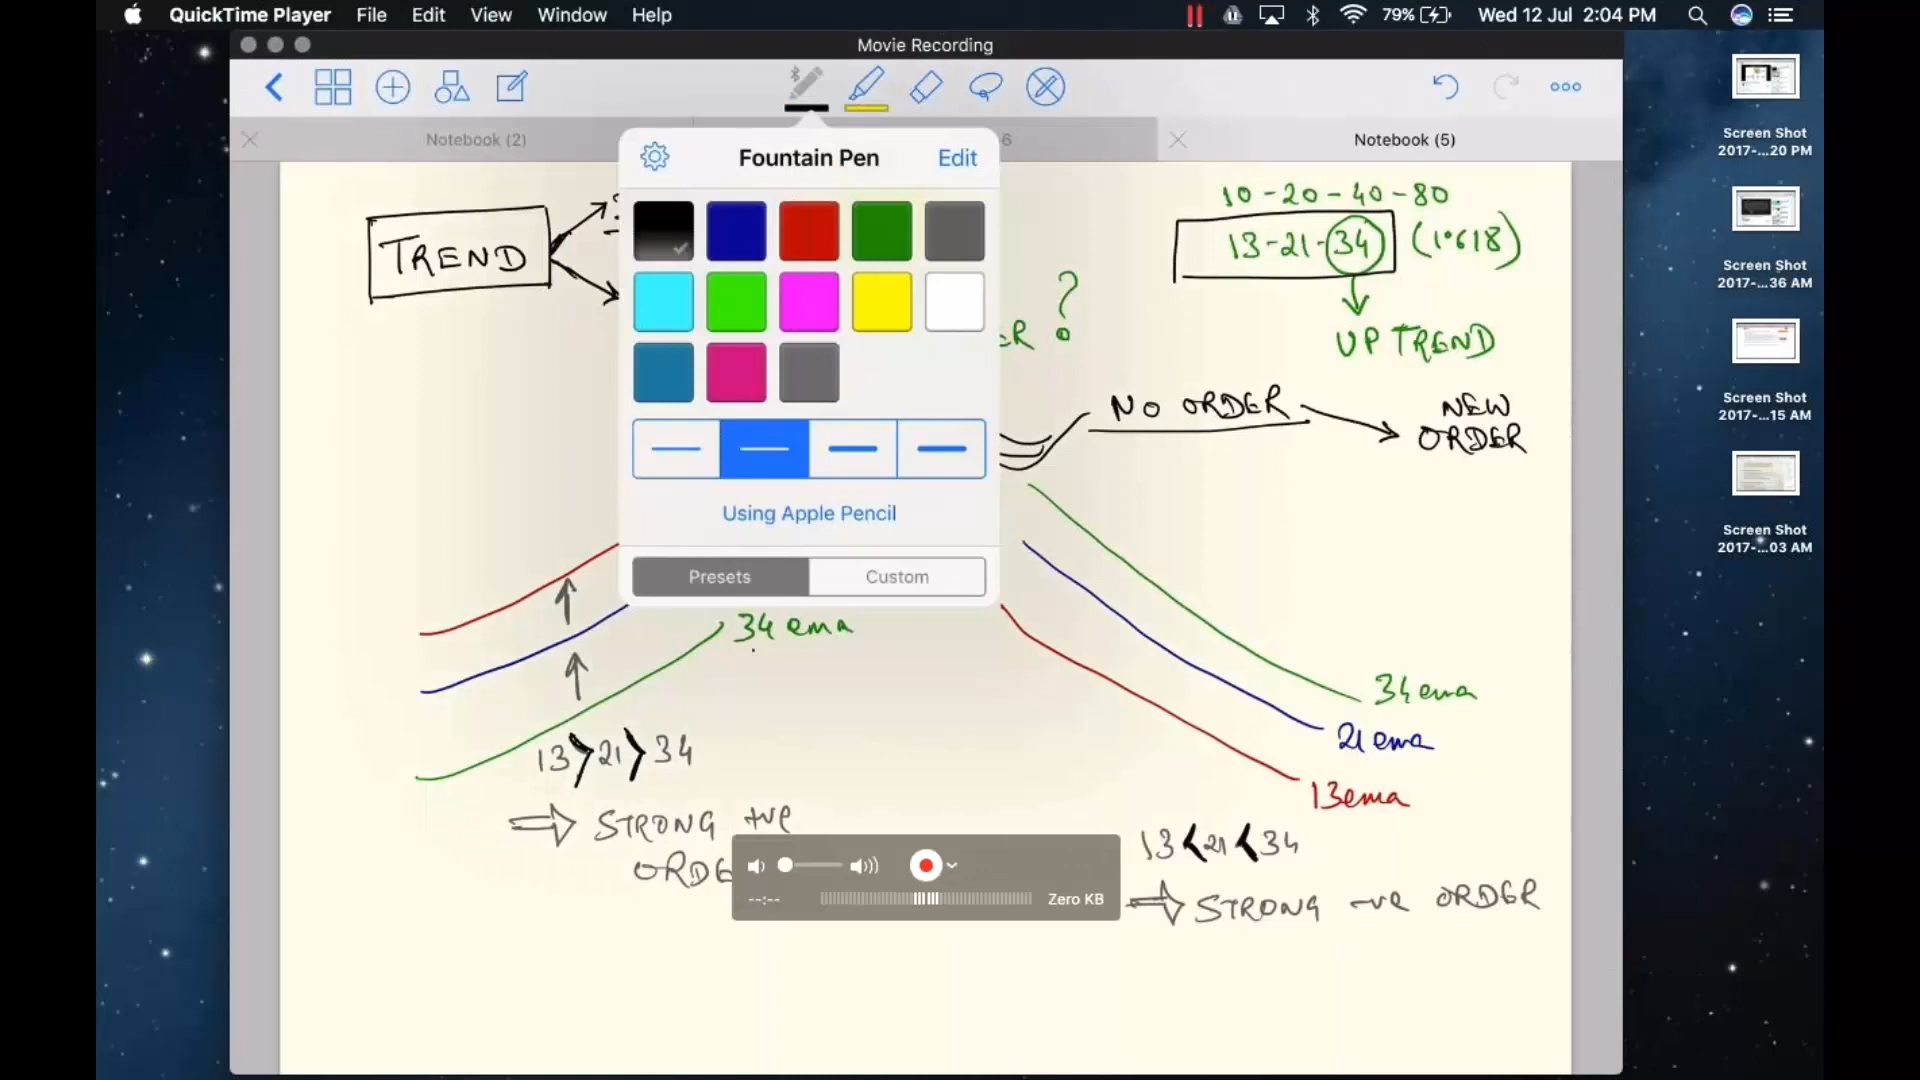 QuickTime Player File Edit View Window Help 79% Wed 12 Jul 2:04 PM
Movie Recording
Notebook (2)
6
Notebook (5)
Fountain Pen Edit
Using Apple Pencil
Presets Custom
TREND
?
10 - 20 - 40 - 80
13 - 21 - 34 (1.618)
UP TREND
NO ORDER
NEW
ORDER
34 ema
13 > 21 > 34
⇒ STRONG +ve
34 ema
21 ema
13 ema
13 < 21 < 34
⇒ STRONG -ve ORDER
--:-- Zero KB
Screen Shot
2017-...20 PM
Screen Shot
2017-...36 AM
Screen Shot
2017-...15 AM
Screen Shot
2017-...03 AM